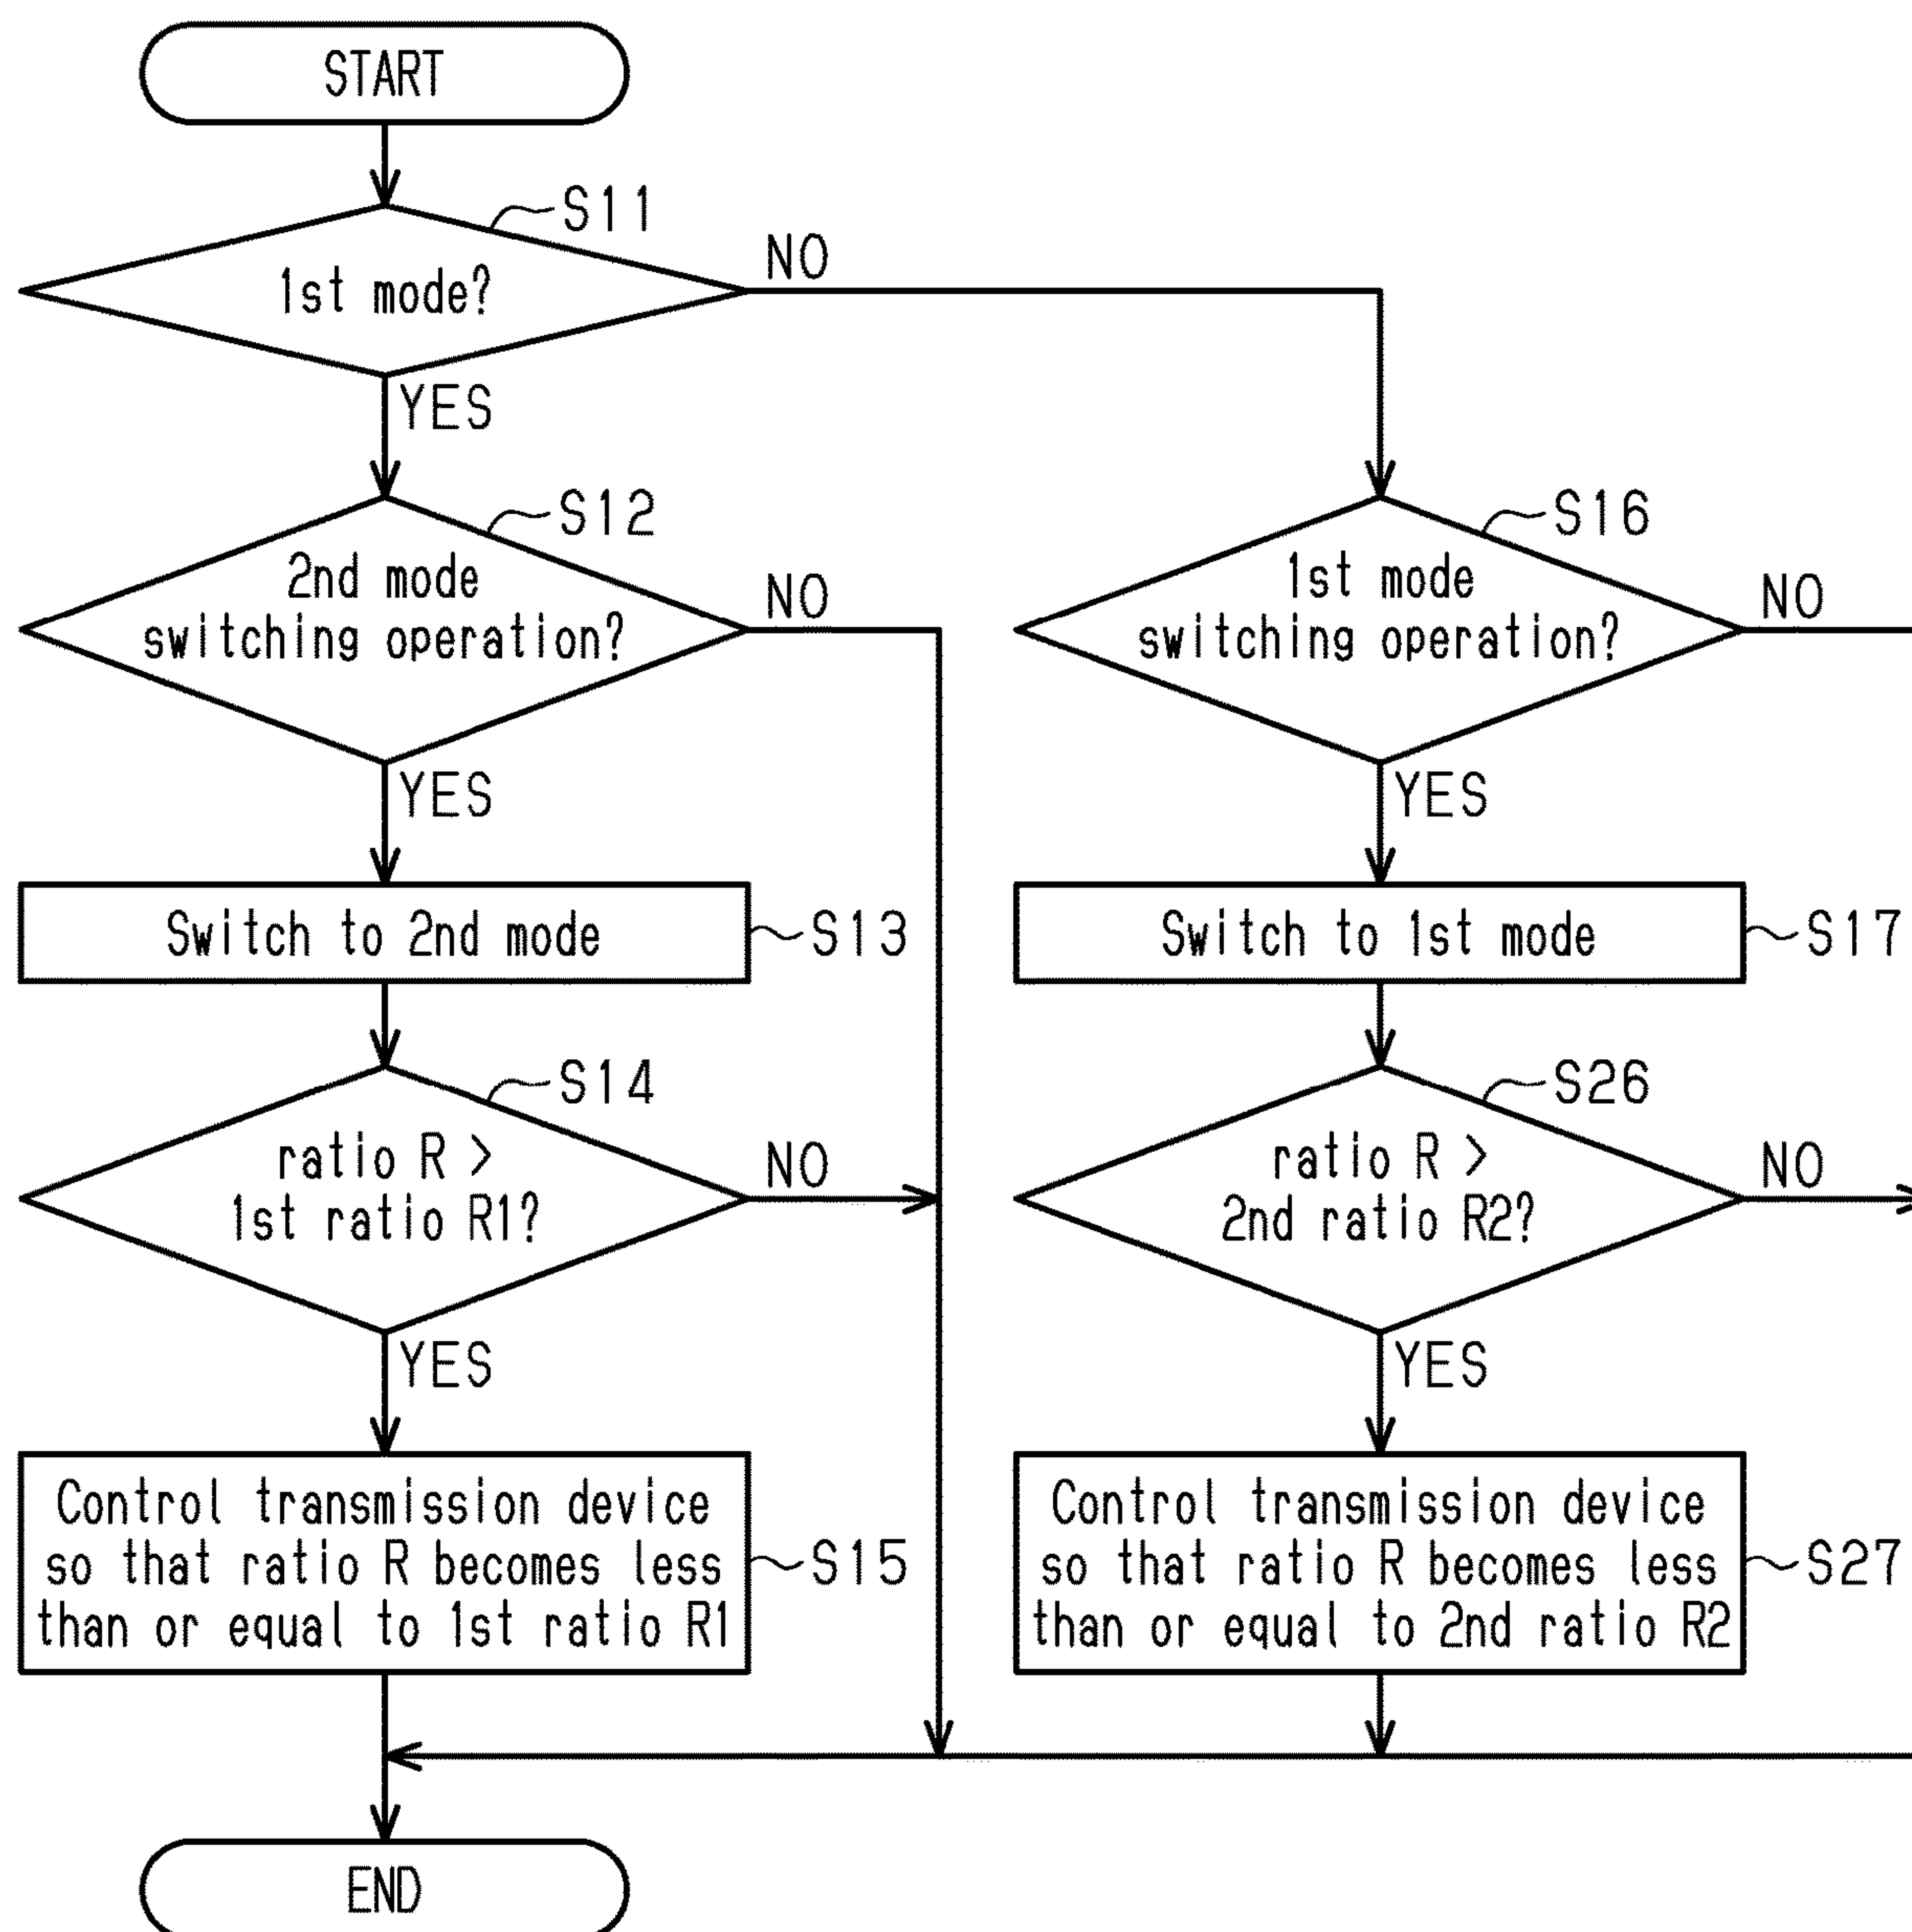 START
S11
1st mode?
NO
YES
S12
2nd mode
switching operation?
NO
YES
Switch to 2nd mode
S13
S14
ratio R >
1st ratio R1?
NO
YES
Control transmission device
so that ratio R becomes less
than or equal to 1st ratio R1
S15
S16
1st mode
switching operation?
NO
YES
Switch to 1st mode
S17
S26
ratio R >
2nd ratio R2?
NO
YES
Control transmission device
so that ratio R becomes less
than or equal to 2nd ratio R2
S27
END